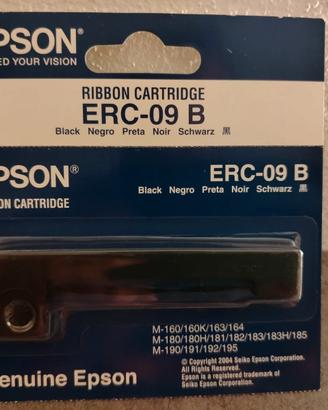 PSON®
ED YOUR VISION
RIBBON CARTRIDGE
ERC-09 B
Black Negro Preta Noir Schwarz 黑
PSON®
ON CARTRIDGE
ERC-09 B
Black Negro Preta Noir Schwarz 黑
M-160/160K/163/164
M-180/180H/181/182/183/183H/185
M-190/191/192/195
© Copyright 2004 Seiko Epson Corporation.
All Rights Reserved.
Epson is a registered trademark of
Seiko Epson Corporation.
enuine Epson